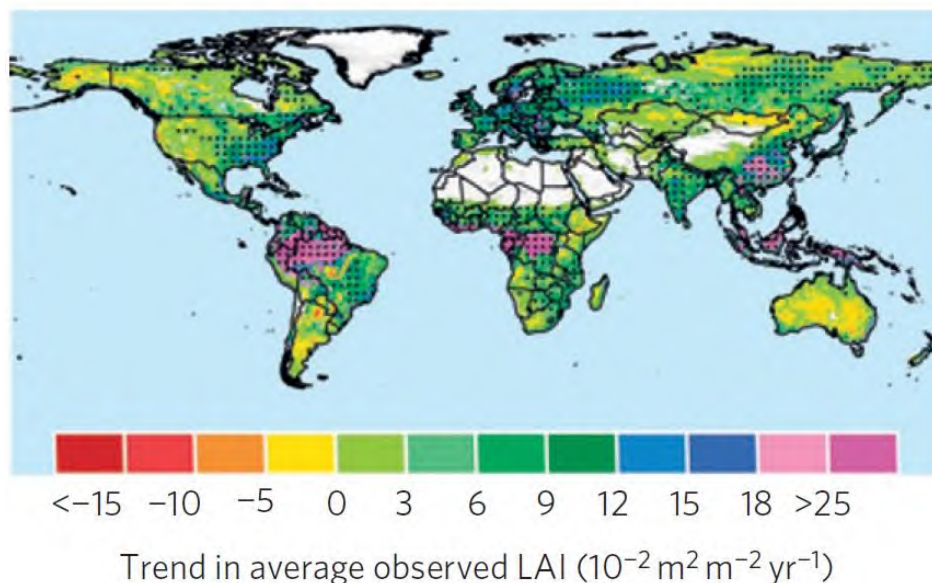 <–15 –10 –5 0 3 6 9 12 15 18 >25
Trend in average observed LAI (10⁻² m² m⁻² yr⁻¹)